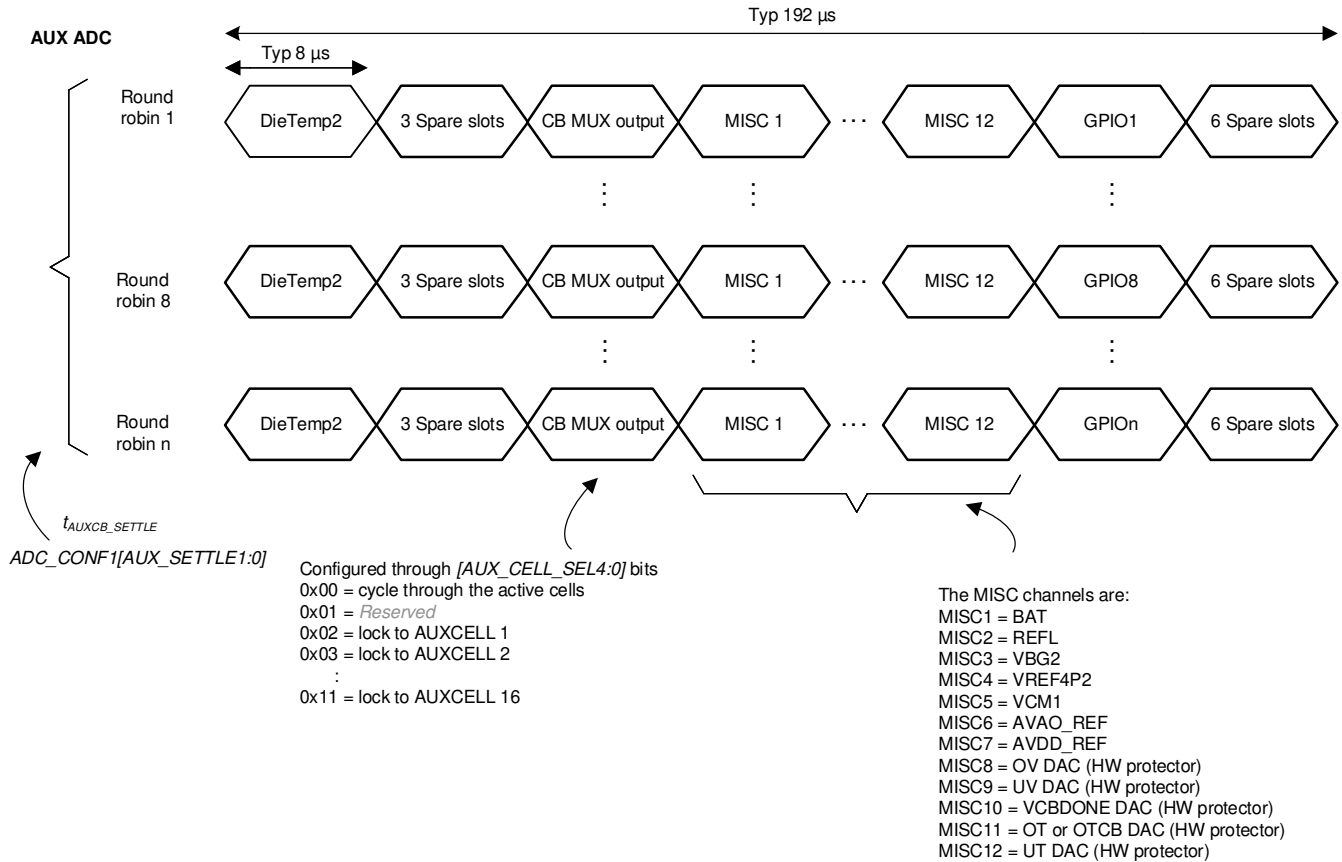 Typ 192 µs
AUX ADC
Typ 8 µs
Round
robin 1
DieTemp2
3 Spare slots
CB MUX output
MISC 1
...
MISC 12
GPIO1
6 Spare slots
Round
robin 8
DieTemp2
3 Spare slots
CB MUX output
MISC 1
...
MISC 12
GPIO8
6 Spare slots
Round
robin n
DieTemp2
3 Spare slots
CB MUX output
MISC 1
...
MISC 12
GPIOn
6 Spare slots
tAUXCB_SETTLE
ADC_CONF1[AUX_SETTLE1:0]
Configured through [AUX_CELL_SEL4:0] bits
0x00 = cycle through the active cells
0x01 = Reserved
0x02 = lock to AUXCELL 1
0x03 = lock to AUXCELL 2
:
0x11 = lock to AUXCELL 16
The MISC channels are:
MISC1 = BAT
MISC2 = REFL
MISC3 = VBG2
MISC4 = VREF4P2
MISC5 = VCM1
MISC6 = AVAO_REF
MISC7 = AVDD_REF
MISC8 = OV DAC (HW protector)
MISC9 = UV DAC (HW protector)
MISC10 = VCBDONE DAC (HW protector)
MISC11 = OT or OTCB DAC (HW protector)
MISC12 = UT DAC (HW protector)